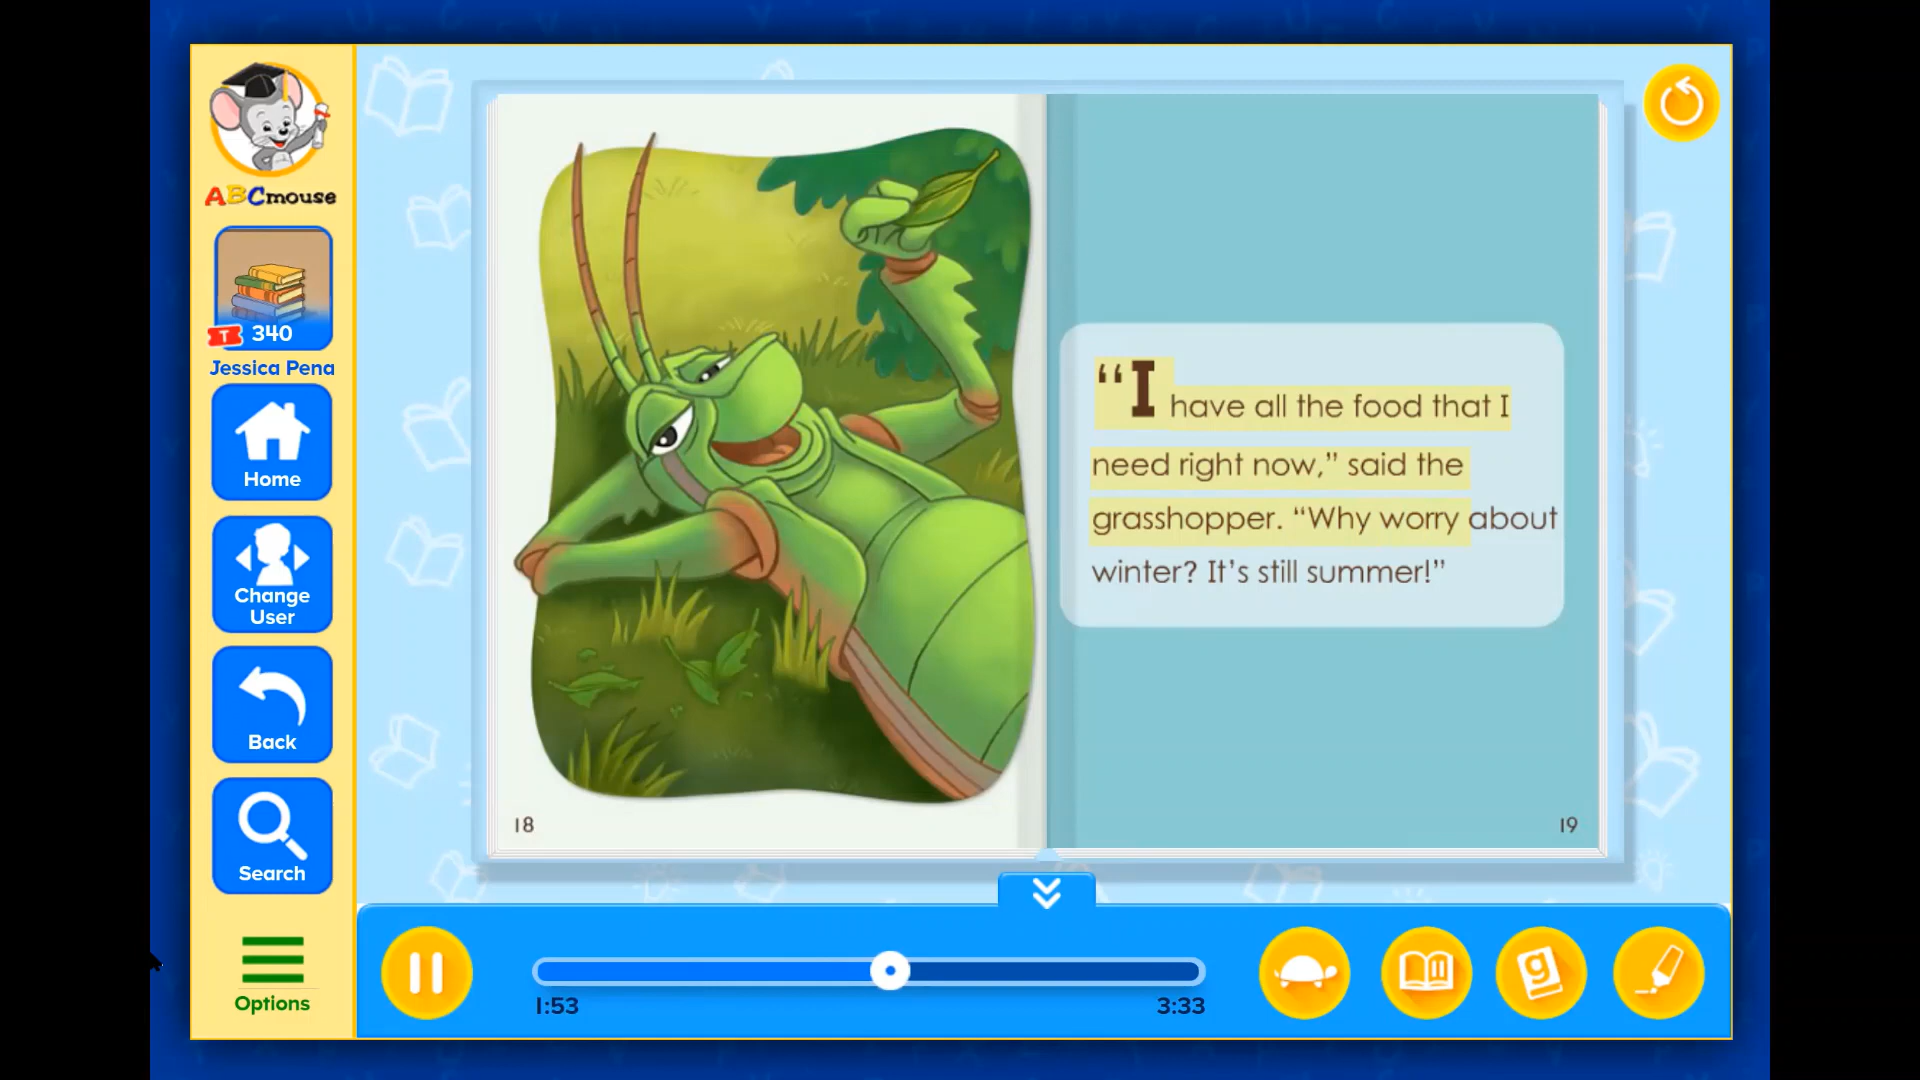 ABCmouse
T 340
Jessica Pena
Home
Change
User
Back
Search
Options
“I have all the food that I
need right now,” said the
grasshopper. “Why worry about
winter? It’s still summer!”
18
19
1:53
3:33
g